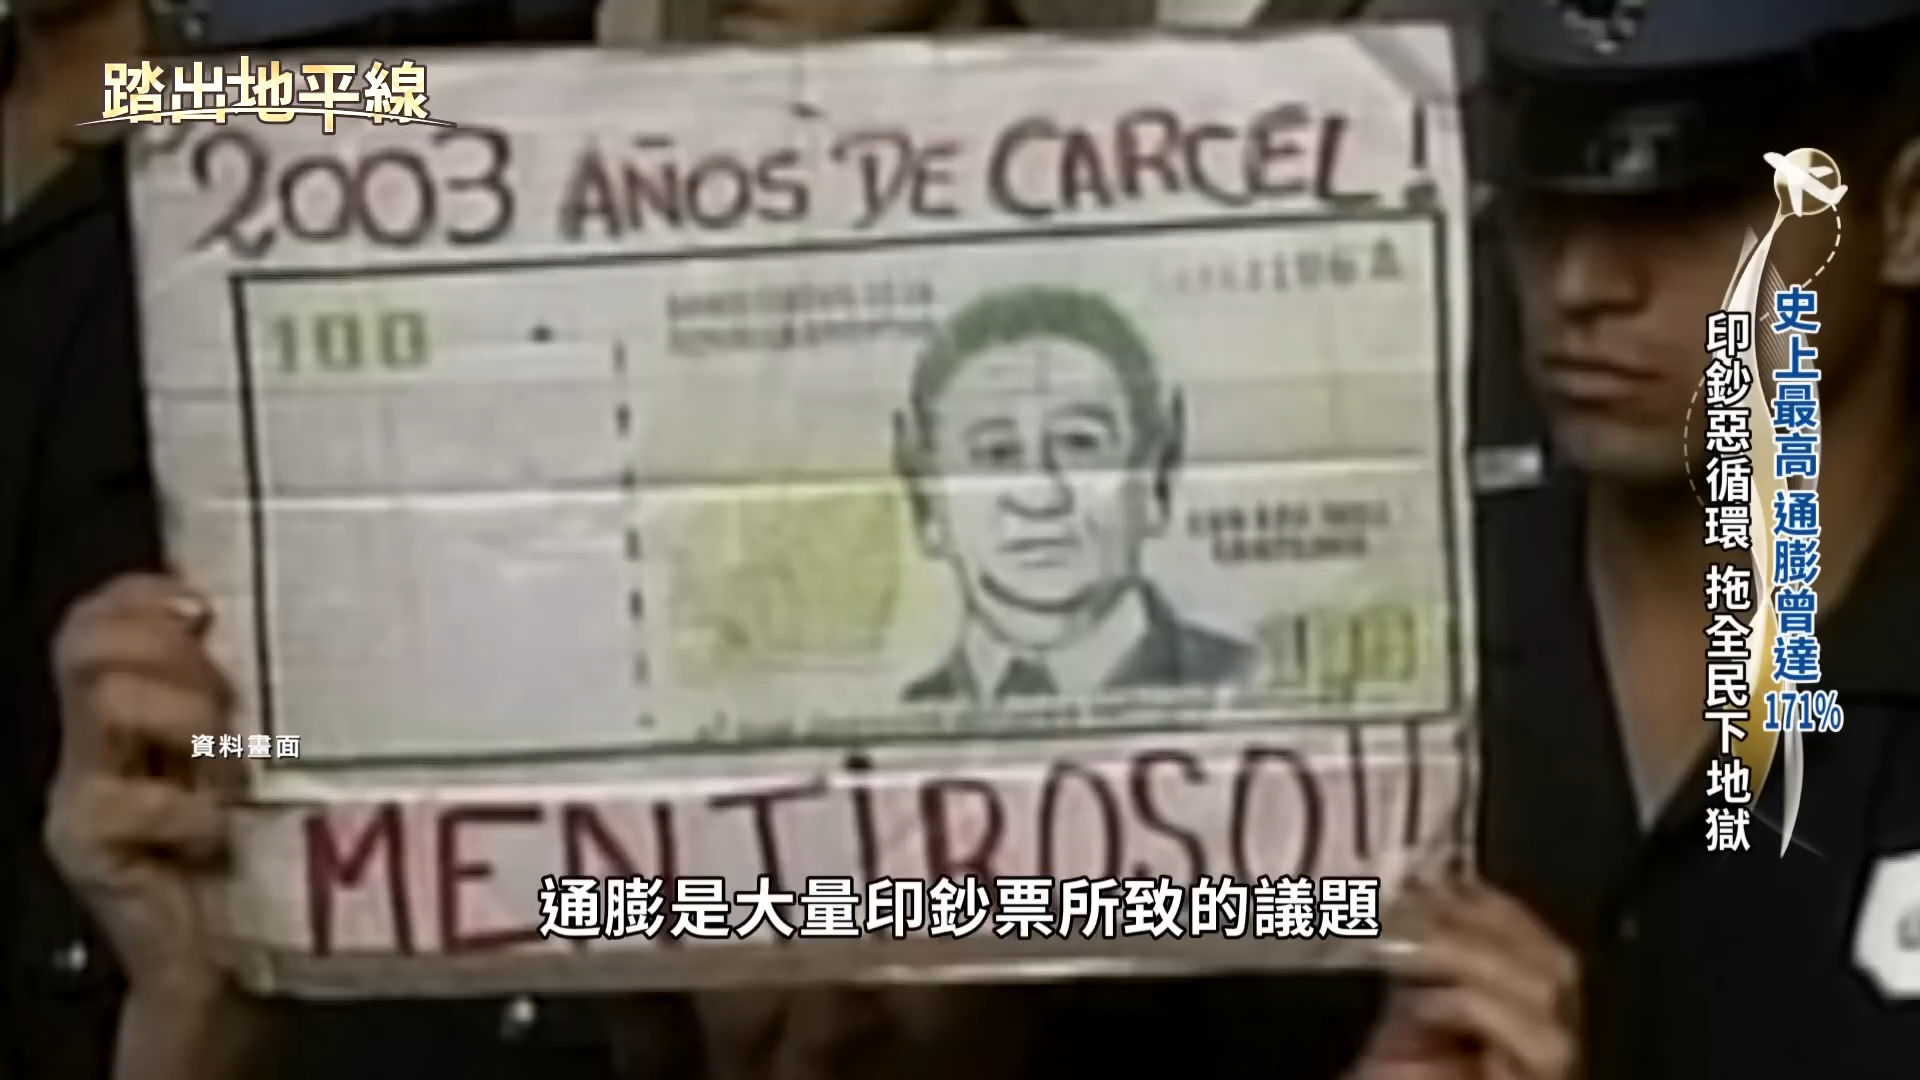 踏出地平線
2003 AÑOS DE CARCEL!
100
106A
100
MENTIROSO!!
資料畫面
史上最高 通膨曾達171%
印鈔惡循環 拖全民下地獄
通膨是大量印鈔票所致的議題